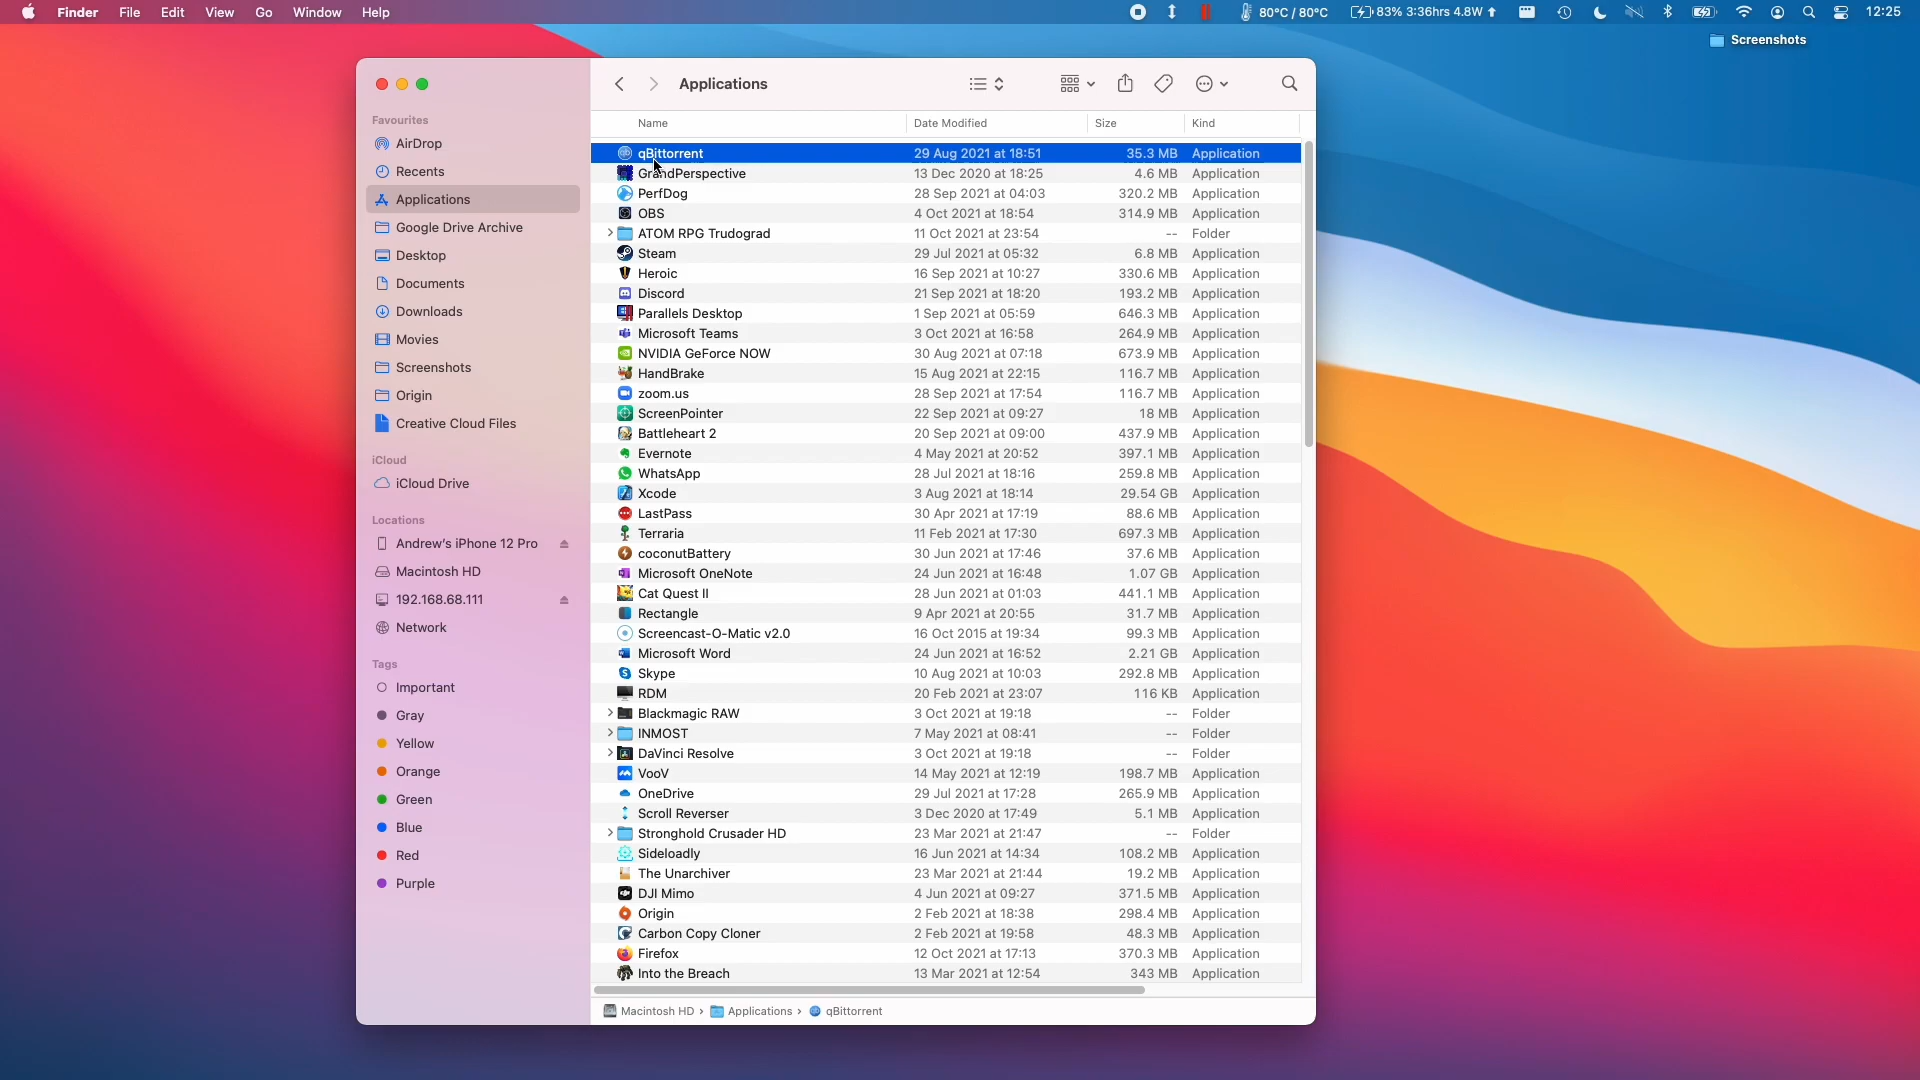 Finder File Edit View Go Window Help 80°C / 80°C 83% 3:36hrs 4.8W 12:25
Screenshots
Applications
Name Date Modified Size Kind
Favourites
AirDrop
Recents
Applications
Google Drive Archive
Desktop
Documents
Downloads
Movies
Screenshots
Origin
Creative Cloud Files
iCloud
iCloud Drive
Locations
Andrew's iPhone 12 Pro
Macintosh HD
192.168.68.111
Network
Tags
Important
Gray
Yellow
Orange
Green
Blue
Red
Purple
qBittorrent 29 Aug 2021 at 18:51 35.3 MB Application
GrandPerspective 13 Dec 2020 at 18:25 4.6 MB Application
PerfDog 28 Sep 2021 at 04:03 320.2 MB Application
OBS 4 Oct 2021 at 18:54 314.9 MB Application
ATOM RPG Trudograd 11 Oct 2021 at 23:54 -- Folder
Steam 29 Jul 2021 at 05:32 6.8 MB Application
Heroic 16 Sep 2021 at 10:27 330.6 MB Application
Discord 21 Sep 2021 at 18:20 193.2 MB Application
Parallels Desktop 1 Sep 2021 at 05:59 646.3 MB Application
Microsoft Teams 3 Oct 2021 at 16:58 264.9 MB Application
NVIDIA GeForce NOW 30 Aug 2021 at 07:18 673.9 MB Application
HandBrake 15 Aug 2021 at 22:15 116.7 MB Application
zoom.us 28 Sep 2021 at 17:54 116.7 MB Application
ScreenPointer 22 Sep 2021 at 09:27 18 MB Application
Battleheart 2 20 Sep 2021 at 09:00 437.9 MB Application
Evernote 4 May 2021 at 20:52 397.1 MB Application
WhatsApp 28 Jul 2021 at 18:16 259.8 MB Application
Xcode 3 Aug 2021 at 18:14 29.54 GB Application
LastPass 30 Apr 2021 at 17:19 88.6 MB Application
Terraria 11 Feb 2021 at 17:30 697.3 MB Application
coconutBattery 30 Jun 2021 at 17:46 37.6 MB Application
Microsoft OneNote 24 Jun 2021 at 16:48 1.07 GB Application
Cat Quest II 28 Jun 2021 at 01:03 441.1 MB Application
Rectangle 9 Apr 2021 at 20:55 31.7 MB Application
Screencast-O-Matic v2.0 16 Oct 2015 at 19:34 99.3 MB Application
Microsoft Word 24 Jun 2021 at 16:52 2.21 GB Application
Skype 10 Aug 2021 at 10:03 292.8 MB Application
RDM 20 Feb 2021 at 23:07 116 KB Application
Blackmagic RAW 3 Oct 2021 at 19:18 -- Folder
INMOST 7 May 2021 at 08:41 -- Folder
DaVinci Resolve 3 Oct 2021 at 19:18 -- Folder
VooV 14 May 2021 at 12:19 198.7 MB Application
OneDrive 29 Jul 2021 at 17:28 265.9 MB Application
Scroll Reverser 3 Dec 2020 at 17:49 5.1 MB Application
Stronghold Crusader HD 23 Mar 2021 at 21:47 -- Folder
Sideloadly 16 Jun 2021 at 14:34 108.2 MB Application
The Unarchiver 23 Mar 2021 at 21:44 19.2 MB Application
DJI Mimo 4 Jun 2021 at 09:27 371.5 MB Application
Origin 2 Feb 2021 at 18:38 298.4 MB Application
Carbon Copy Cloner 2 Feb 2021 at 19:58 48.3 MB Application
Firefox 12 Oct 2021 at 17:13 370.3 MB Application
Into the Breach 13 Mar 2021 at 12:54 343 MB Application
Macintosh HD › Applications › qBittorrent